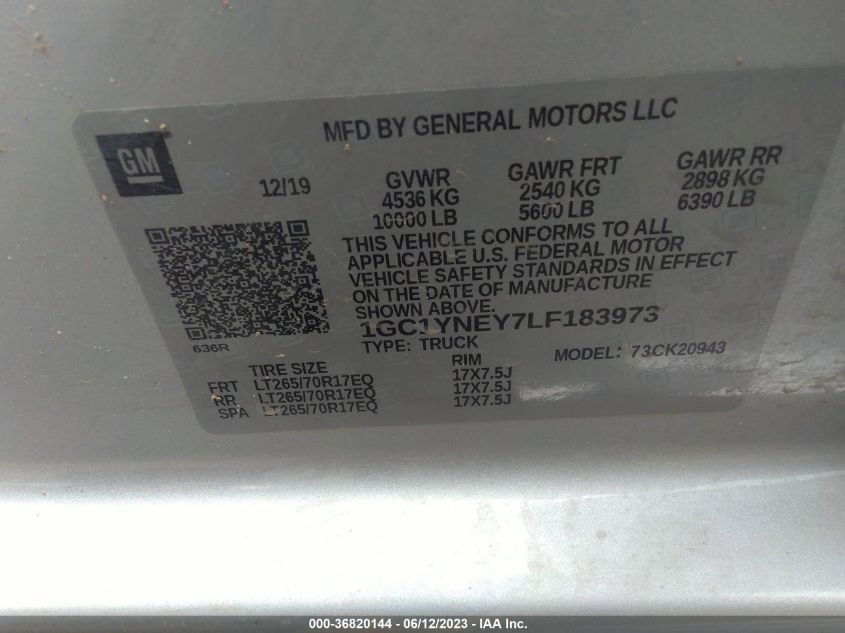 MFD BY GENERAL MOTORS LLC
GM
12/19
GVWR
4536 KG
10000 LB
GAWR FRT
2540 KG
5600 LB
GAWR RR
2898 KG
6390 LB
THIS VEHICLE CONFORMS TO ALL
APPLICABLE U.S. FEDERAL MOTOR
VEHICLE SAFETY STANDARDS IN EFFECT
ON THE DATE OF MANUFACTURE
SHOWN ABOVE.
1GC1YNEY7LF183973
636R
TYPE: TRUCK
MODEL: 73CK20943
TIRE SIZE RIM
FRT LT265/70R17EQ 17X7.5J
RR LT265/70R17EQ 17X7.5J
SPA LT265/70R17EQ 17X7.5J
000-36820144 - 06/12/2023 - IAA Inc.